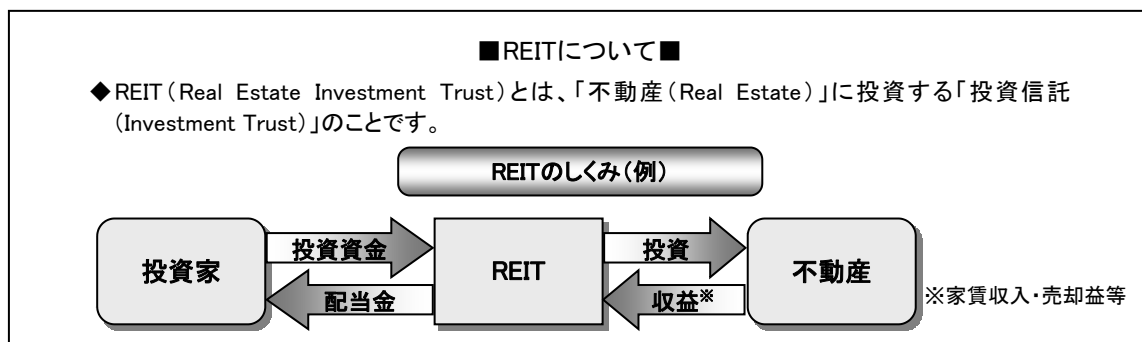 ■REITについて■
◆REIT(Real Estate Investment Trust)とは、「不動産(Real Estate)」に投資する「投資信託
(Investment Trust)」のことです。
REITのしくみ(例)
投資家
投資資金
配当金
REIT
投資
収益※
不動産
※家賃収入・売却益等